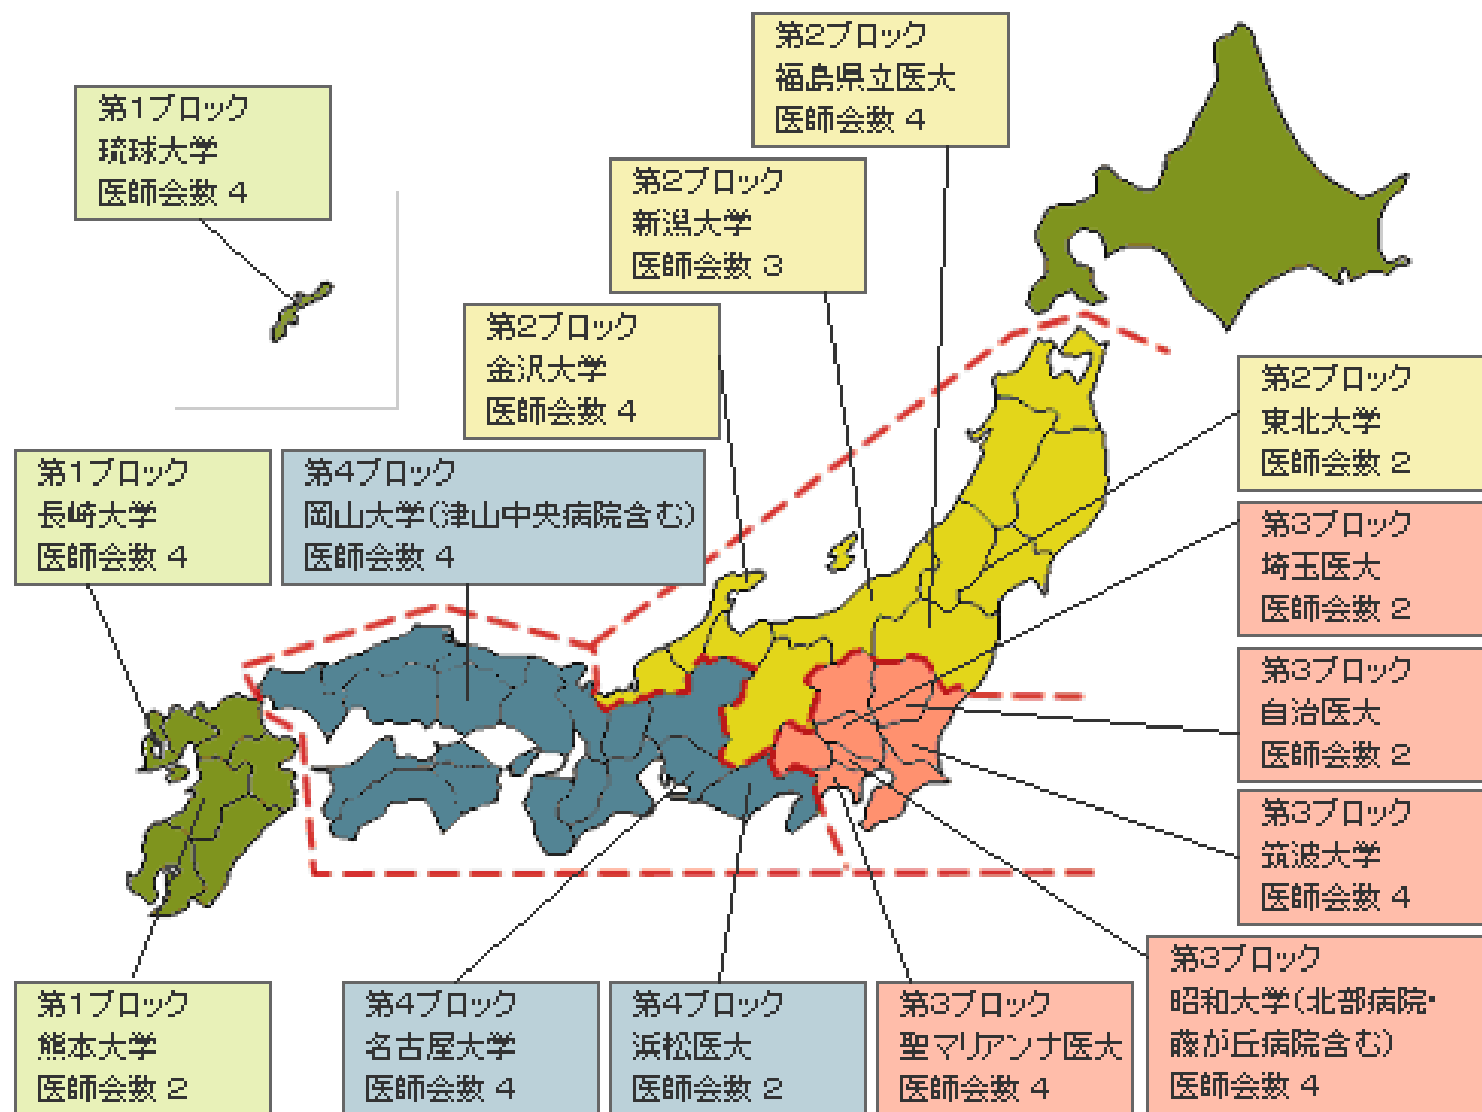 第2ブロック
福島県立医大
医師会数 4
第1ブロック
琉球大学
医師会数 4
第2ブロック
新潟大学
医師会数 3
第2ブロック
金沢大学
医師会数 4
第2ブロック
東北大学
医師会数 2
第1ブロック
長崎大学
医師会数 4
第4ブロック
岡山大学(津山中央病院含む)
医師会数 4
第3ブロック
埼玉医大
医師会数 2
第3ブロック
自治医大
医師会数 2
第3ブロック
筑波大学
医師会数 4
第3ブロック
昭和大学(北部病院・
藤が丘病院含む)
医師会数 4
第1ブロック
熊本大学
医師会数 2
第4ブロック
名古屋大学
医師会数 4
第4ブロック
浜松医大
医師会数 2
第3ブロック
聖マリアンナ医大
医師会数 4